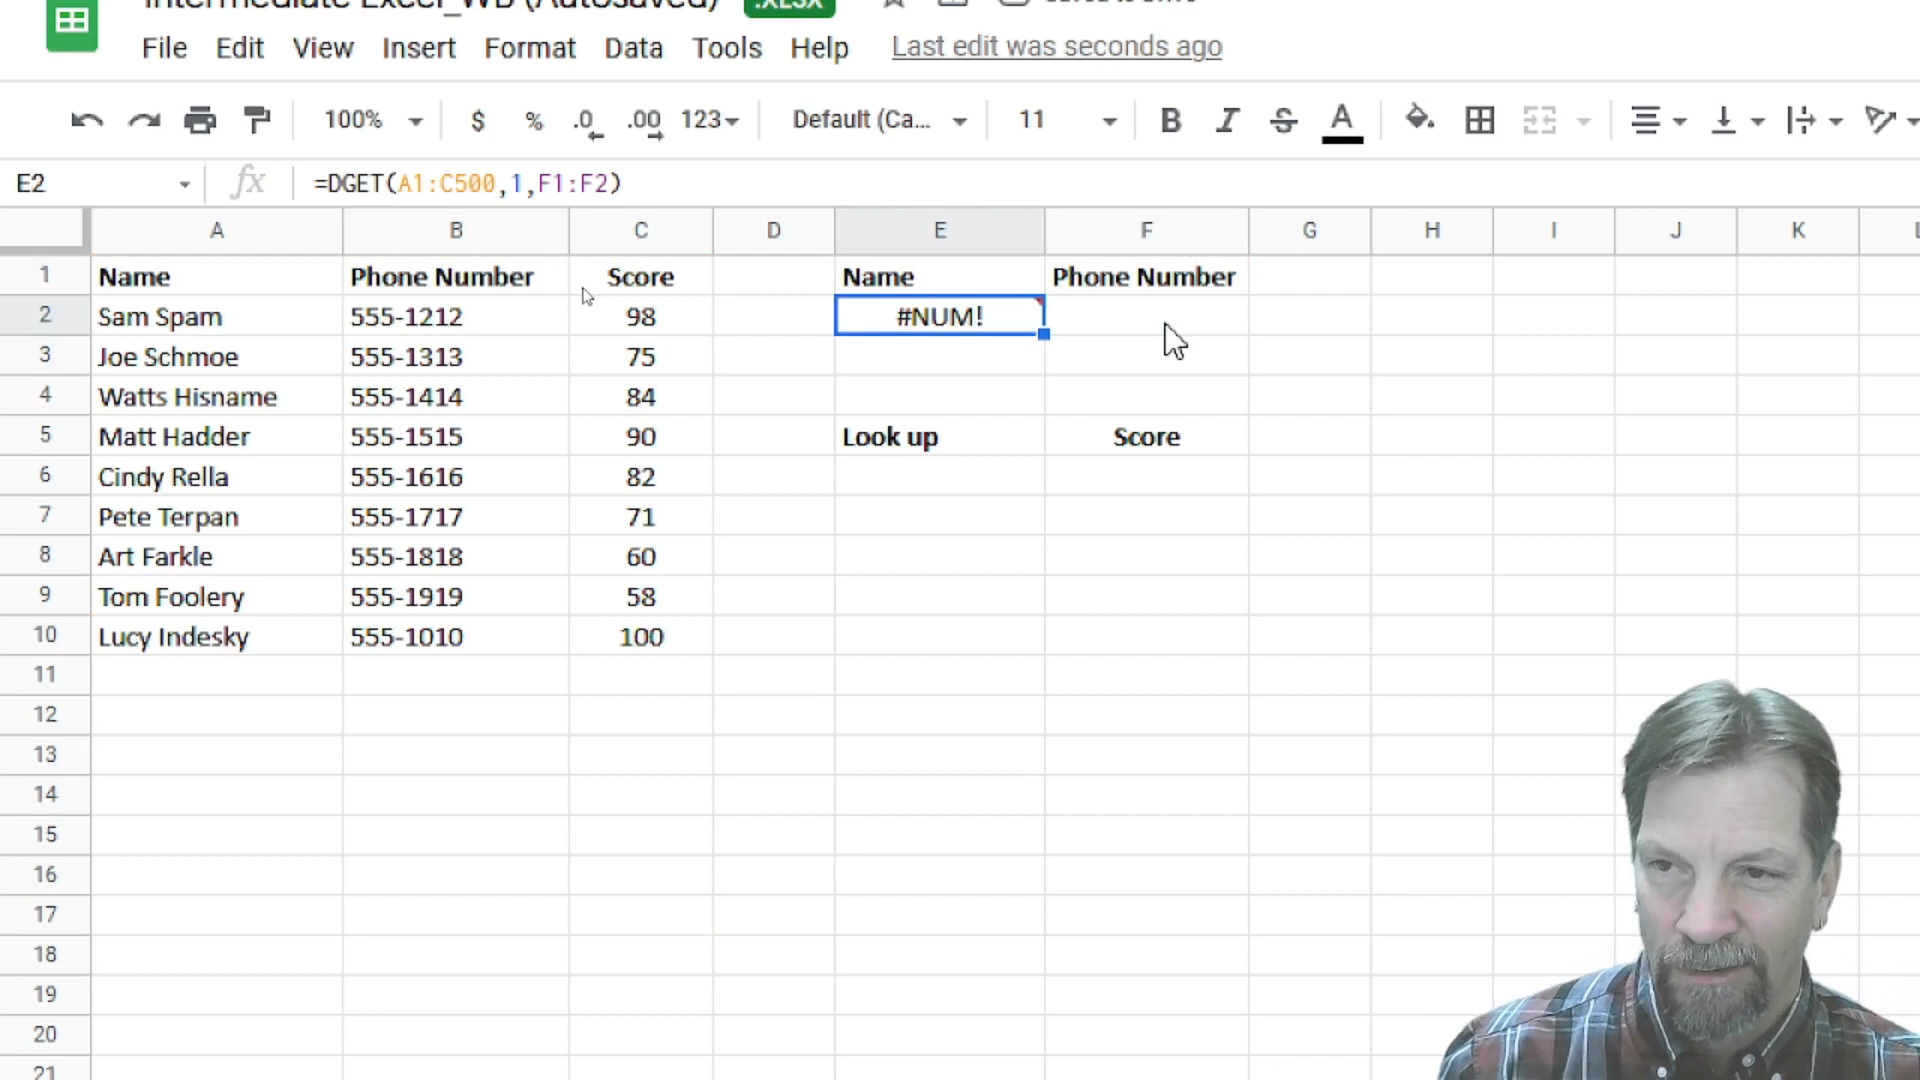 Intermediate Excel_WB (Autosaved) .XLSX
File Edit View Insert Format Data Tools Help Last edit was seconds ago
100% $ % .0 .00 123 Default (Ca... 11 B I S A
E2 fx =DGET(A1:C500,1,F1:F2)
A B C D E F G H I J K L
1 Name Phone Number Score Name Phone Number
2 Sam Spam 555-1212 98 #NUM!
3 Joe Schmoe 555-1313 75
4 Watts Hisname 555-1414 84
5 Matt Hadder 555-1515 90 Look up Score
6 Cindy Rella 555-1616 82
7 Pete Terpan 555-1717 71
8 Art Farkle 555-1818 60
9 Tom Foolery 555-1919 58
10 Lucy Indesky 555-1010 100
11
12
13
14
15
16
17
18
19
20
21